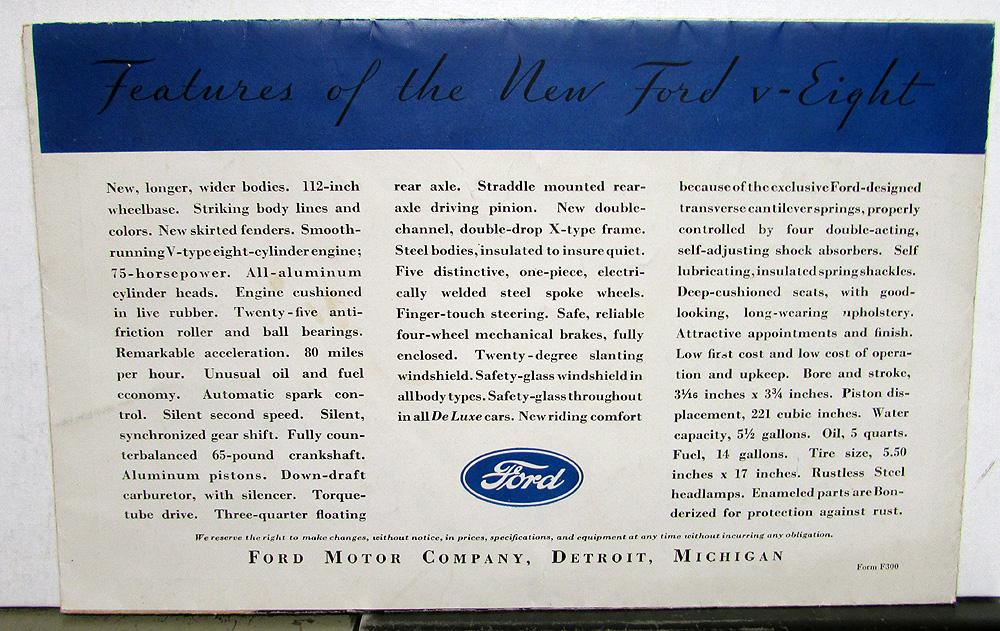 Features of the New Ford v-Eight
New, longer, wider bodies. 112-inch
wheelbase. Striking body lines and
colors. New skirted fenders. Smooth-
running V-type eight-cylinder engine;
75-horsepower. All-aluminum
cylinder heads. Engine cushioned
in live rubber. Twenty-five anti-
friction roller and ball bearings.
Remarkable acceleration. 80 miles
per hour. Unusual oil and fuel
economy. Automatic spark con-
trol. Silent second speed. Silent,
synchronized gear shift. Fully coun-
terbalanced 65-pound crankshaft.
Aluminum pistons. Down-draft
carburetor, with silencer. Torque-
tube drive. Three-quarter floating
rear axle. Straddle mounted rear-
axle driving pinion. New double-
channel, double-drop X-type frame.
Steel bodies, insulated to insure quiet.
Five distinctive, one-piece, electri-
cally welded steel spoke wheels.
Finger-touch steering. Safe, reliable
four-wheel mechanical brakes, fully
enclosed. Twenty-degree slanting
windshield. Safety-glass windshield in
all body types. Safety-glass throughout
in all De Luxe cars. New riding comfort
because of the exclusive Ford-designed
transverse cantilever springs, properly
controlled by four double-acting,
self-adjusting shock absorbers. Self
lubricating, insulated spring shackles.
Deep-cushioned seats, with good-
looking, long-wearing upholstery.
Attractive appointments and finish.
Low first cost and low cost of opera-
tion and upkeep. Bore and stroke,
3 1/16 inches x 3¾ inches. Piston dis-
placement, 221 cubic inches. Water
capacity, 5½ gallons. Oil, 5 quarts.
Fuel, 14 gallons. Tire size, 5.50
inches x 17 inches. Rustless Steel
headlamps. Enameled parts are Bon-
derized for protection against rust.
Ford
We reserve the right to make changes, without notice, in prices, specifications, and equipment at any time without incurring any obligation.
FORD MOTOR COMPANY, DETROIT, MICHIGAN
Form F300